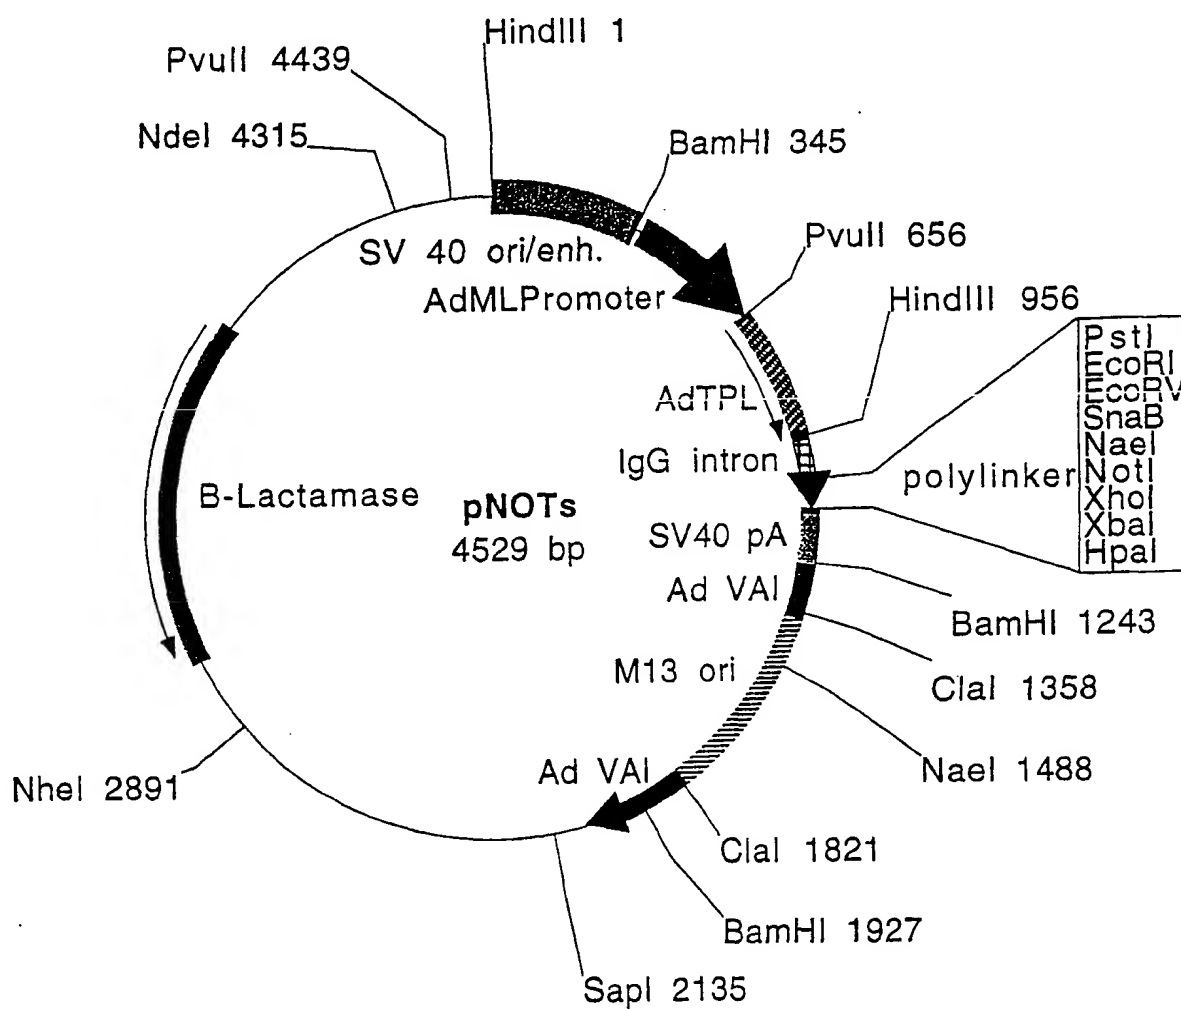 HindIII 1
PvuII 4439
NdeI 4315
BamHI 345
PvuII 656
SV 40 ori/enh.
AdMLPromoter
HindIII 956
PstI
EcoRI
EcoRV
SnaB
NaeI
NotI
XhoI
XbaI
HpaI
AdTPL
IgG intron
polylinker
B-Lactamase
pNOTs
4529 bp
SV40 pA
Ad VAI
BamHI 1243
M13 ori
ClaI 1358
NaeI 1488
Ad VAI
NheI 2891
ClaI 1821
BamHI 1927
SapI 2135